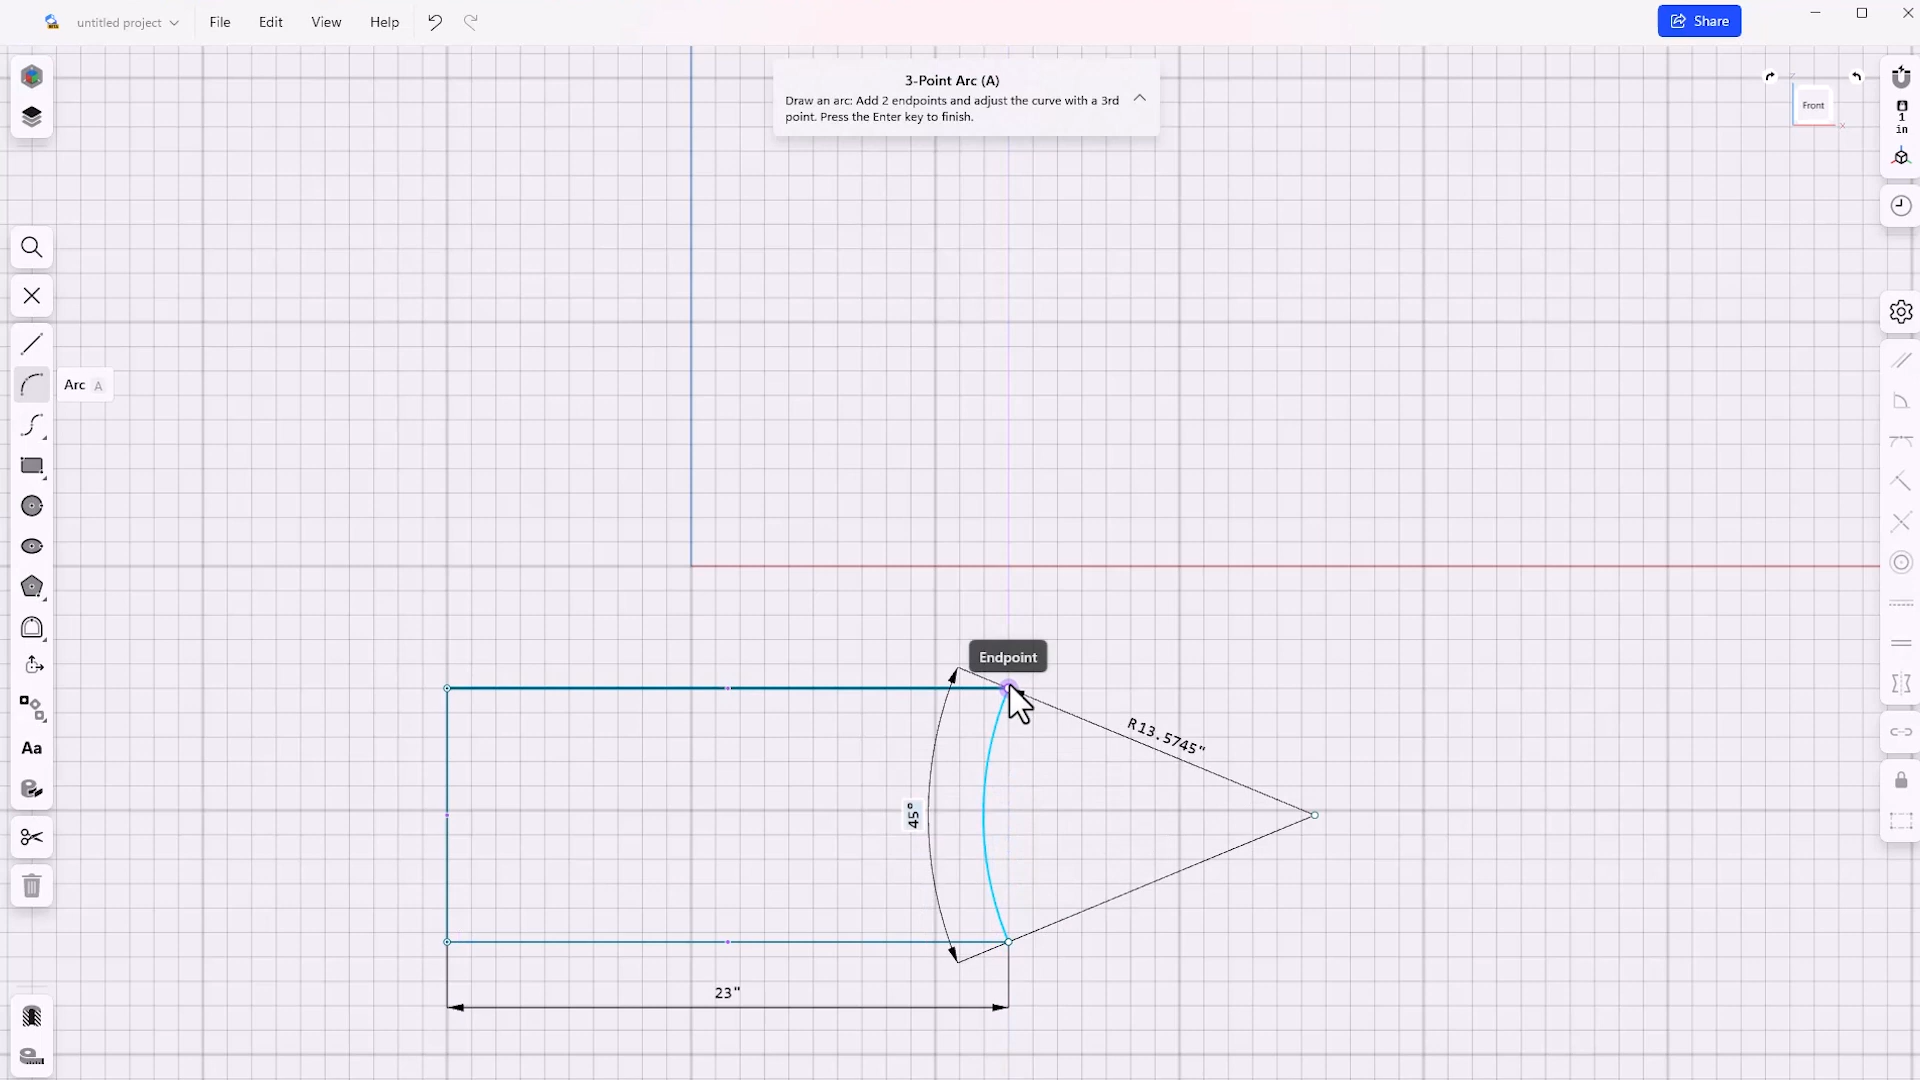 untitled project
File
Edit
View
Help
Share
3-Point Arc (A)
Draw an arc: Add 2 endpoints and adjust the curve with a 3rd
point. Press the Enter key to finish.
Front
Z
X
1
in
Arc A
Endpoint
R13.5745"
45°
Aa
23"